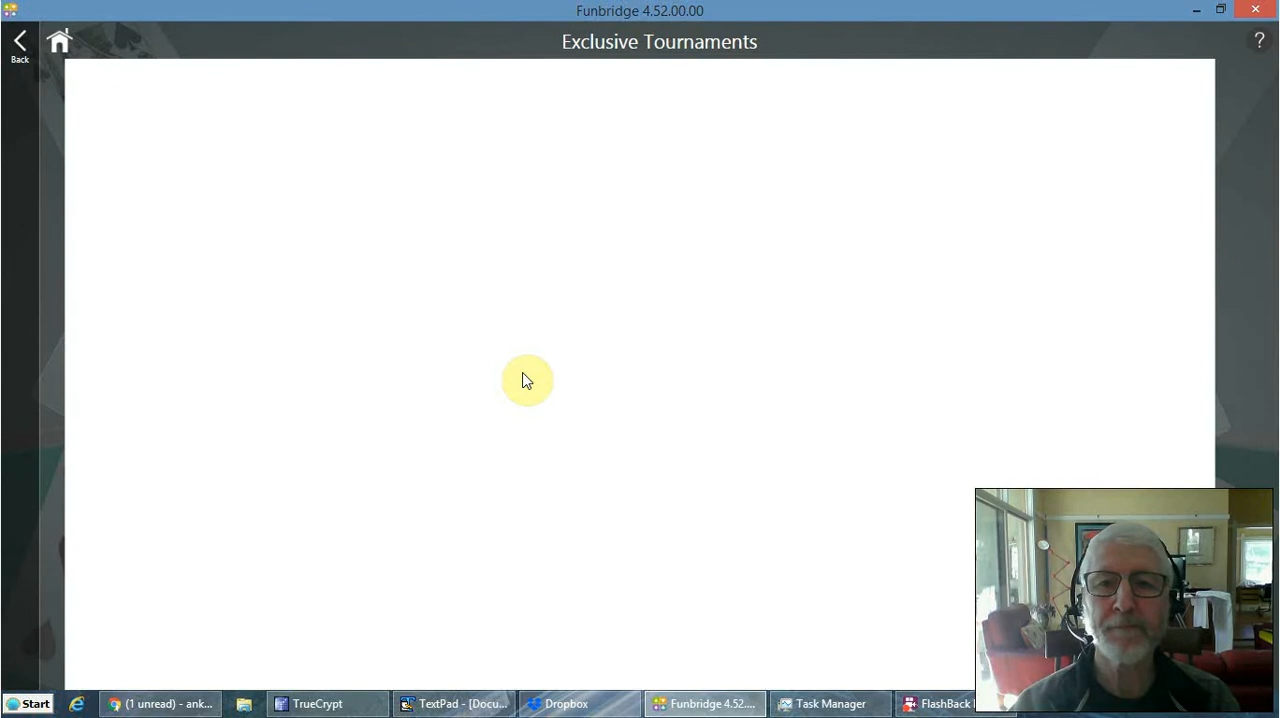 Funbridge 4.52.00.00
Back
Exclusive Tournaments
?
Start
(1 unread) - ank...
TrueCrypt
TextPad - [Docu...
Dropbox
Funbridge 4.52....
Task Manager
FlashBack